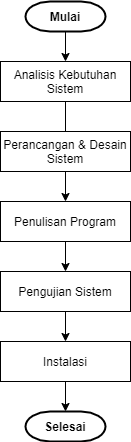 Mulai
Analisis Kebutuhan
Sistem
Perancangan & Desain
Sistem
Penulisan Program
Pengujian Sistem
Instalasi
Selesai